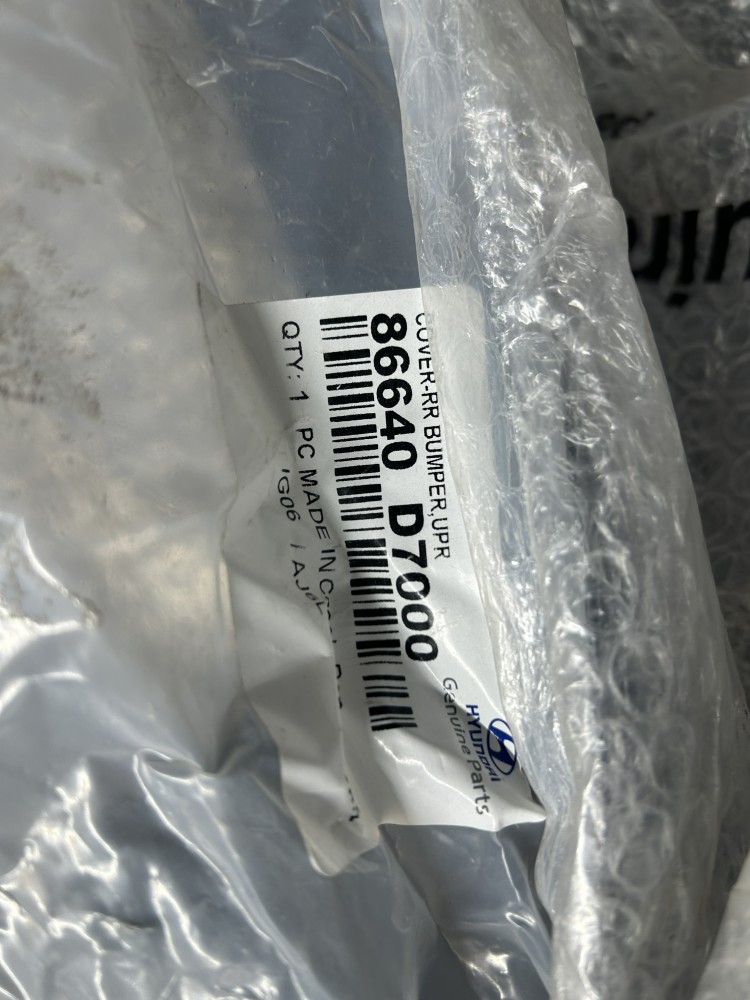 COVER-RR BUMPER,UPR
86640 D7000
QTY: 1 PC MADE IN
HYUNDAI
Genuine Parts